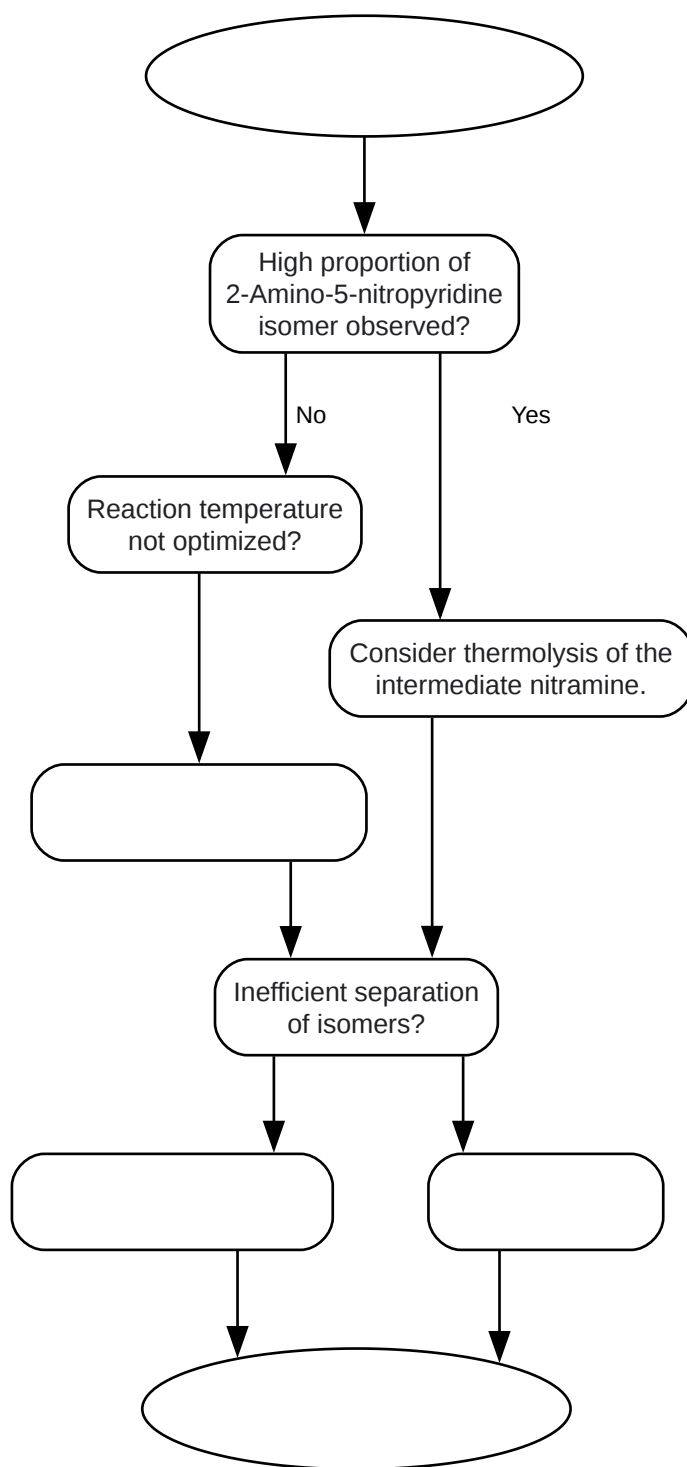 High proportion of
2-Amino-5-nitropyridine
isomer observed?
No
Yes
Reaction temperature
not optimized?
Consider thermolysis of the
intermediate nitramine.
Inefficient separation
of isomers?